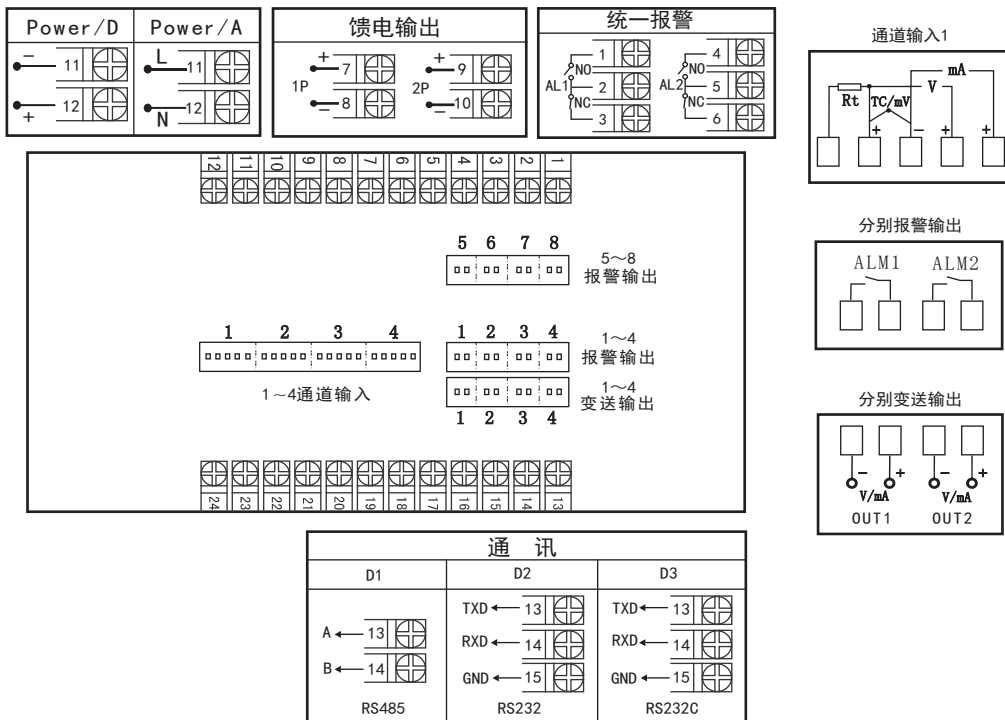 Power/D
Power/A
- 11
+ 12
L 11
N 12
馈电输出
1P
+ 7
- 8
2P
+ 9
- 10
统一报警
AL1
1
NO
2
NC
3
AL2
4
NO
5
NC
6
通道输入1
mA
V
Rt
TC/mV
+ - + +
12 11 10 9 8 7 6 5 4 3 2 1
5 6 7 8
5～8
报警输出
1 2 3 4
1～4通道输入
1 2 3 4
1～4
报警输出
1～4
变送输出
1 2 3 4
24 23 22 21 20 19 18 17 16 15 14 13
分别报警输出
ALM1 ALM2
分别变送输出
- + - +
V/mA V/mA
OUT1 OUT2
通 讯
D1
D2
D3
A 13
B 14
RS485
TXD 13
RXD 14
GND 15
RS232
TXD 13
RXD 14
GND 15
RS232C